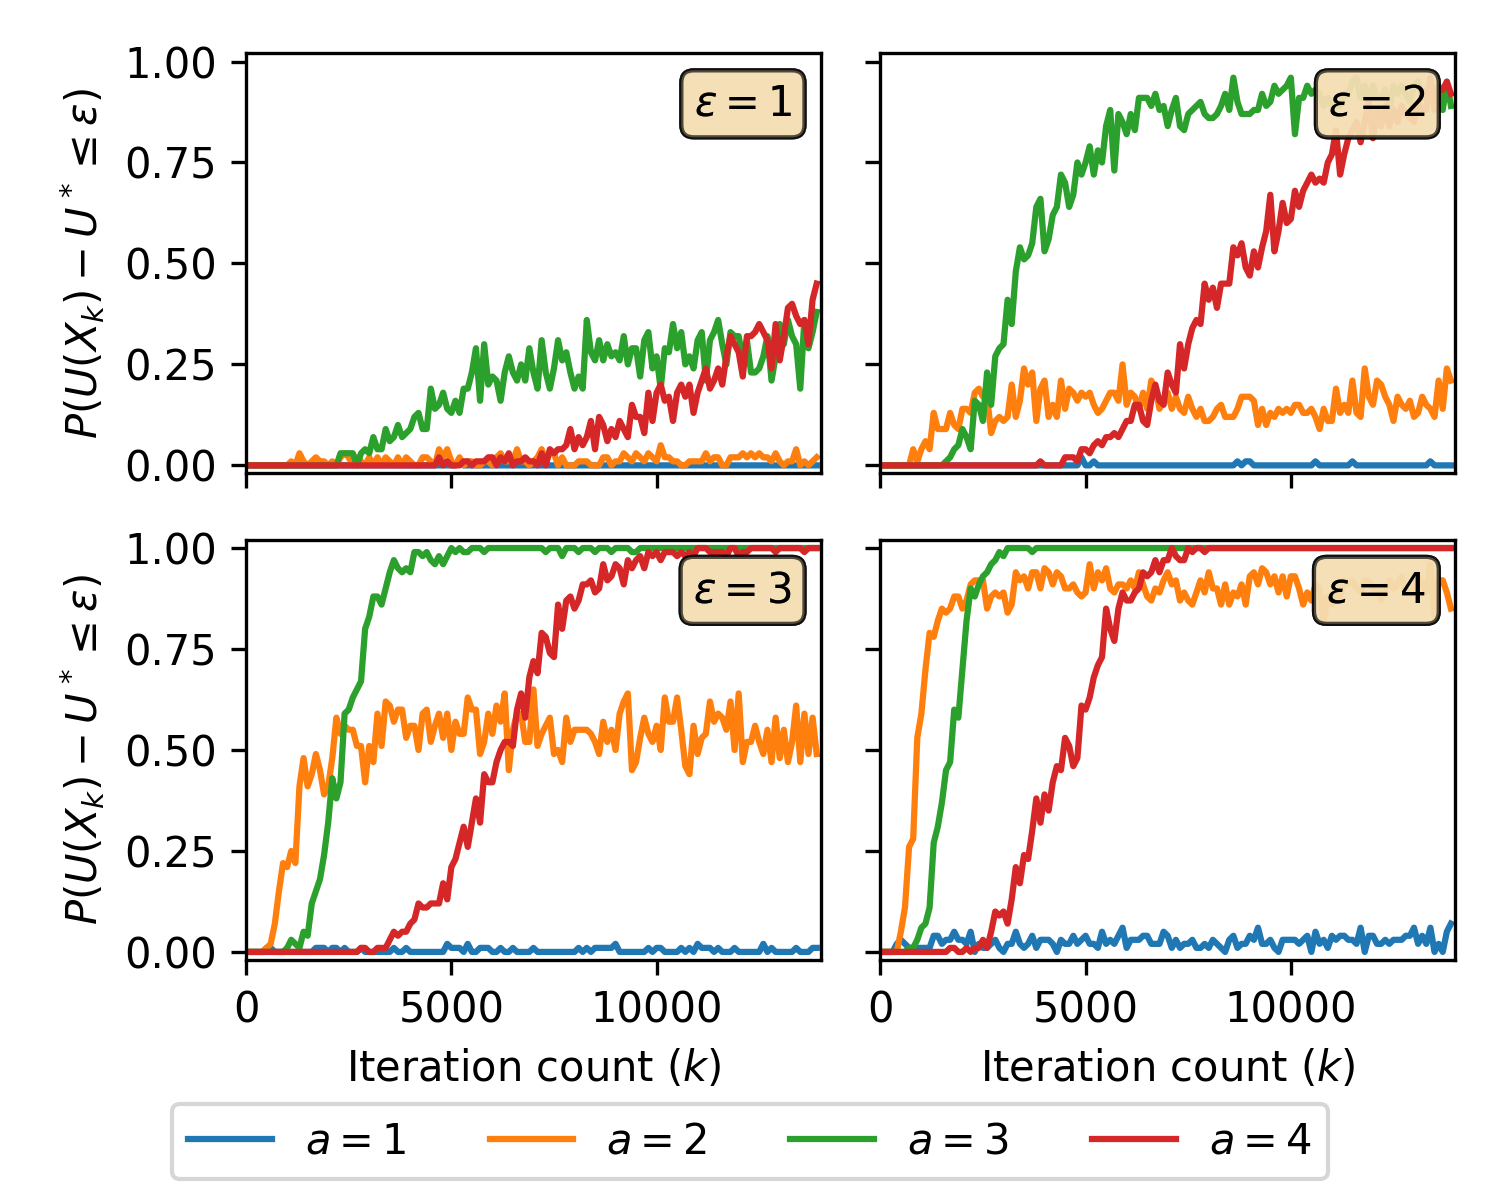 P(U(X_k) − U* ≤ ε)
1.00
0.75
0.50
0.25
0.00
ε = 1
ε = 2
P(U(X_k) − U* ≤ ε)
1.00
0.75
0.50
0.25
0.00
ε = 3
ε = 4
0 5000 10000
0 5000 10000
Iteration count (k)
Iteration count (k)
a = 1 a = 2 a = 3 a = 4